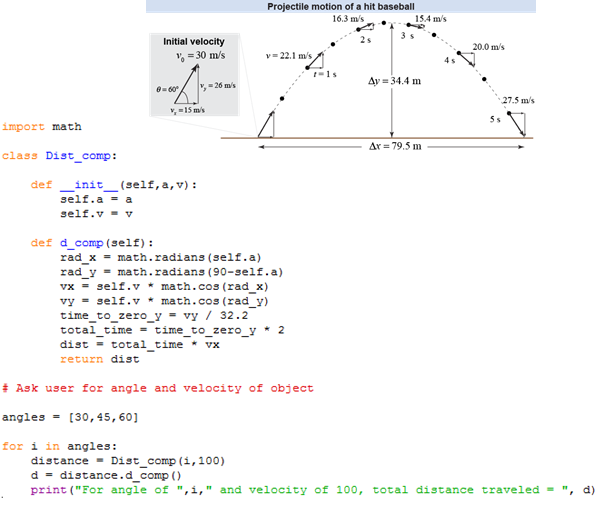 Projectile motion of a hit baseball
16.3 m/s
15.4 m/s
2 s
3 s
Initial velocity
v₀ = 30 m/s
v = 22.1 m/s
20.0 m/s
4 s
t = 1 s
θ = 60°
vᵧ = 26 m/s
Δy = 34.4 m
vₓ = 15 m/s
27.5 m/s
5 s
Δx = 79.5 m
import math
class Dist_comp:
    def __init__(self,a,v):
        self.a = a
        self.v = v
    def d_comp(self):
        rad_x = math.radians(self.a)
        rad_y = math.radians(90-self.a)
        vx = self.v * math.cos(rad_x)
        vy = self.v * math.cos(rad_y)
        time_to_zero_y = vy / 32.2
        total_time = time_to_zero_y * 2
        dist = total_time * vx
        return dist
# Ask user for angle and velocity of object
angles = [30,45,60]
for i in angles:
    distance = Dist_comp(i,100)
    d = distance.d_comp()
    print("For angle of ",i," and velocity of 100, total distance traveled = ", d)